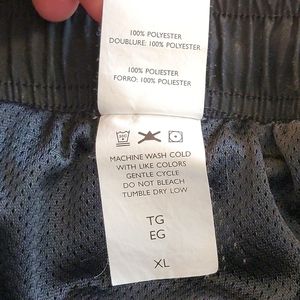 100% POLYESTER
DOUBLURE: 100% POLYESTER
100% POLIESTER
FORRO: 100% POLIESTER
MACHINE WASH COLD
WITH LIKE COLORS
GENTLE CYCLE
DO NOT BLEACH
TUMBLE DRY LOW
TG
EG
XL